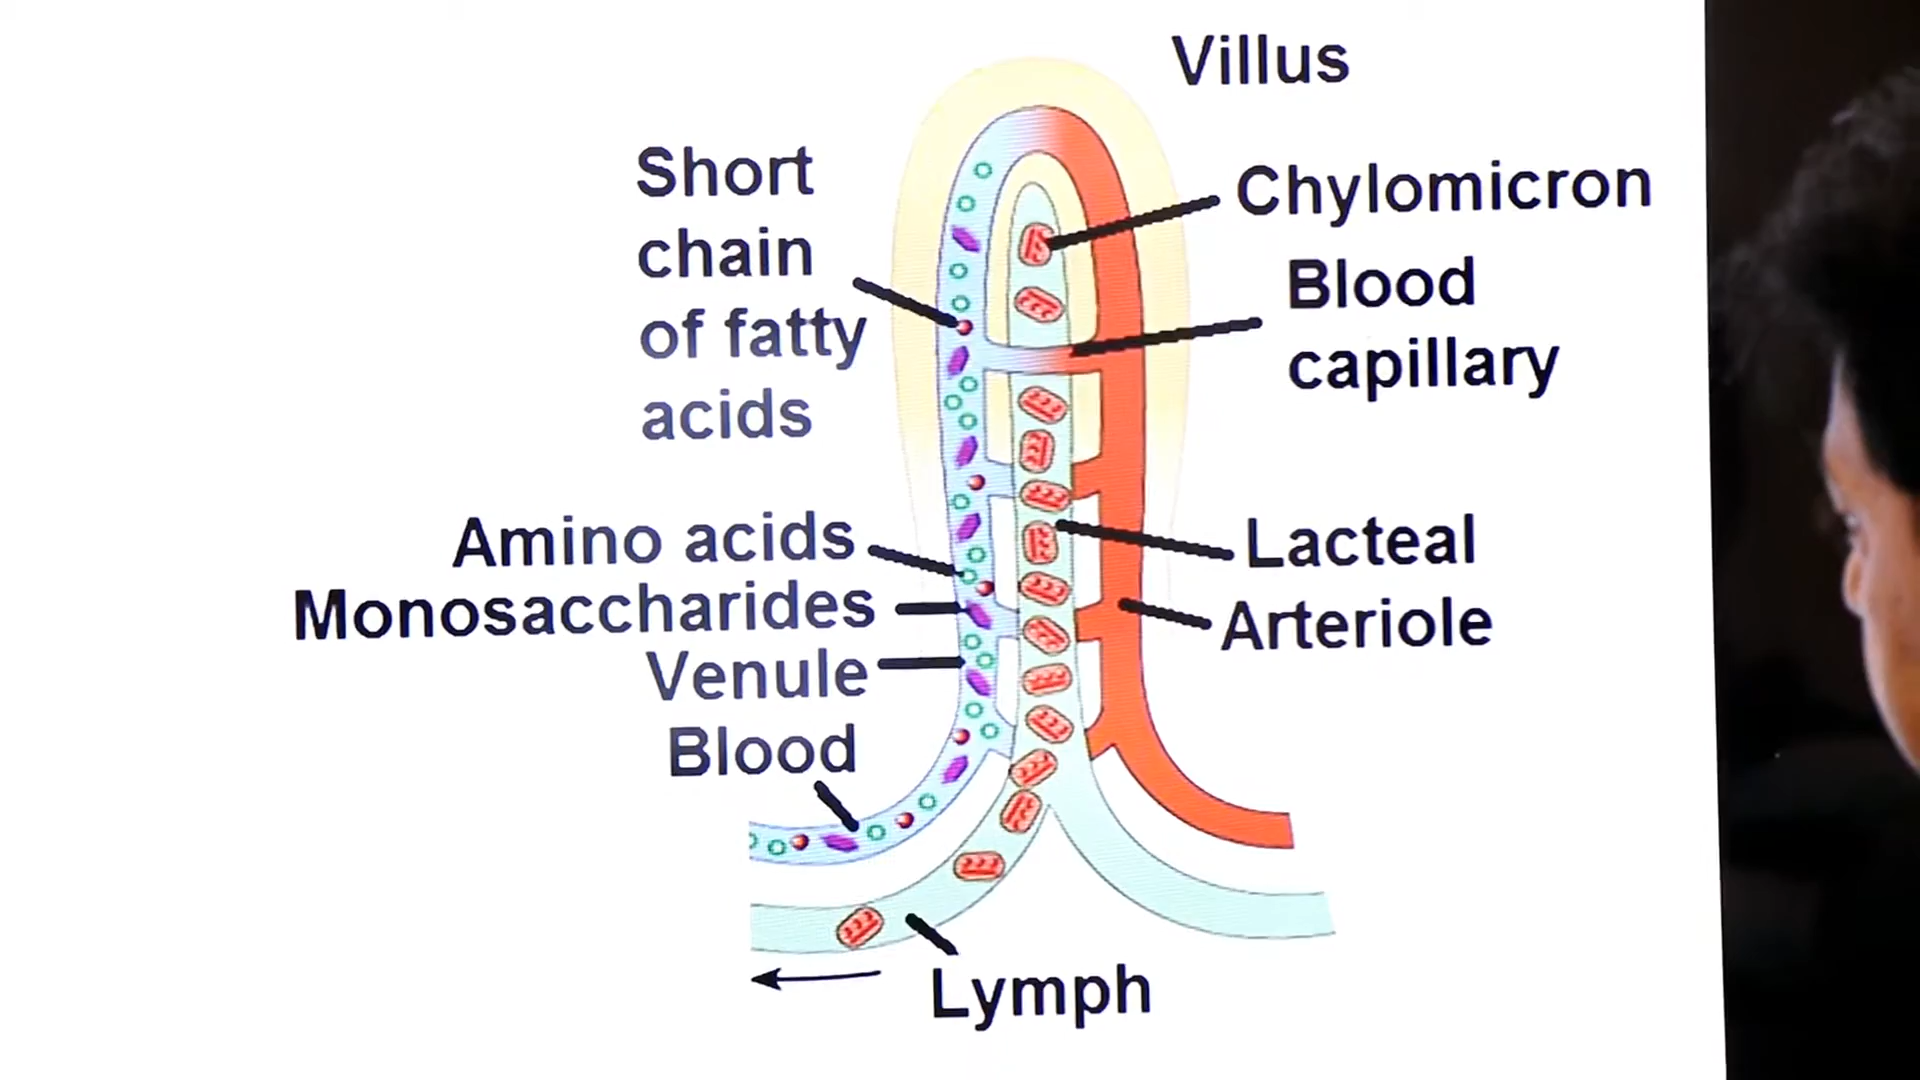 Villus
Short
chain
of fatty
acids
Chylomicron
Blood
capillary
Amino acids
Monosaccharides
Venule
Blood
Lacteal
Arteriole
Lymph